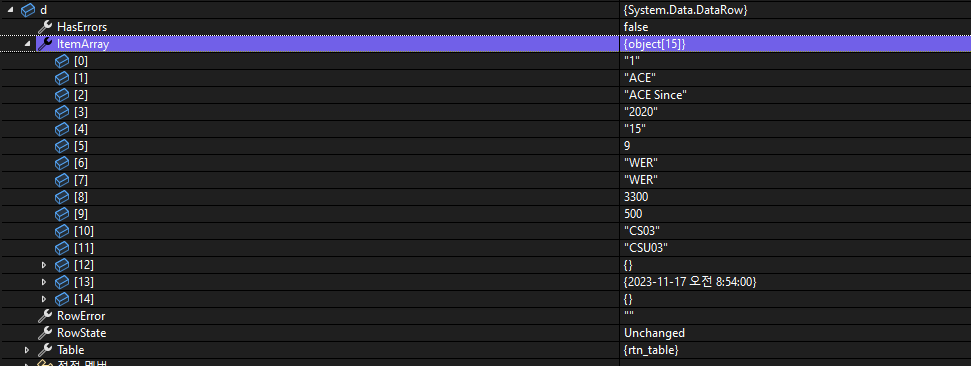 d {System.Data.DataRow}
HasErrors false
ItemArray {object[15]}
[0] "1"
[1] "ACE"
[2] "ACE Since"
[3] "2020"
[4] "15"
[5] 9
[6] "WER"
[7] "WER"
[8] 3300
[9] 500
[10] "CS03"
[11] "CSU03"
[12] {}
[13] {2023-11-17 오전 8:54:00}
[14] {}
RowError ""
RowState Unchanged
Table {rtn_table}